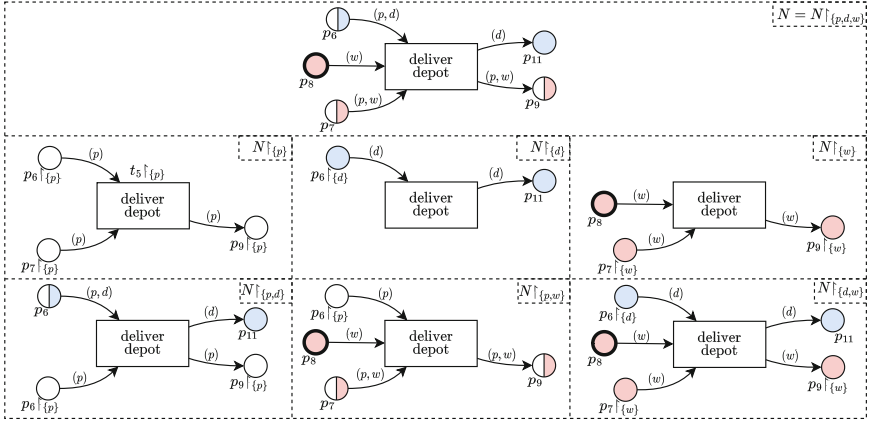 N = N↾{p,d,w}
p6
(p, d)
(d)
p11
(w)
p8
deliver
depot
(p, w)
p9
(p, w)
p7
N↾{p}
(p)
p6↾{p}
t5↾{p}
deliver
depot
(p)
p9↾{p}
(p)
p7↾{p}
N↾{d}
(d)
p6↾{d}
(d)
p11
deliver
depot
N↾{w}
(w)
p8
deliver
depot
(w)
p9↾{w}
(w)
p7↾{w}
N↾{p,d}
p6
(p, d)
(d)
p11
deliver
depot
(p)
p9↾{p}
(p)
p6↾{p}
N↾{p,w}
(p)
p6↾{p}
(w)
p8
deliver
depot
(p, w)
p9
(p, w)
p7
N↾{d,w}
(d)
p6↾{d}
(d)
p11
(w)
p8
deliver
depot
(w)
p9↾{w}
(w)
p7↾{w}